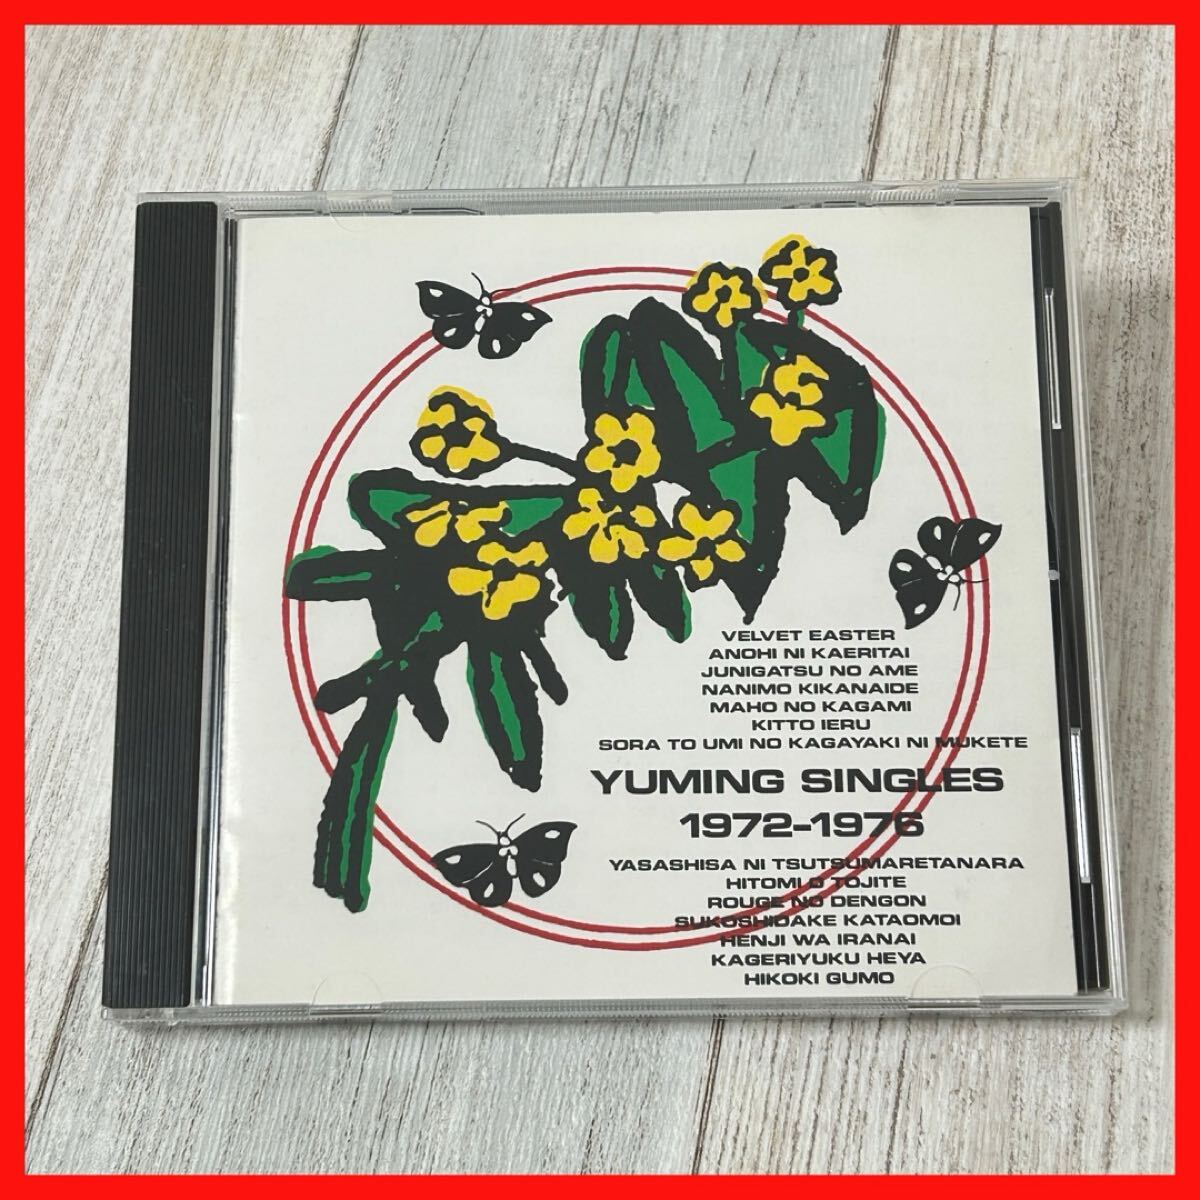 VELVET EASTER
ANOHI NI KAERITAI
JUNIGATSU NO AME
NANIMO KIKANAIDE
MAHO NO KAGAMI
KITTO IERU
SORA TO UMI NO KAGAYAKI NI MUKETE
YUMING SINGLES
1972-1976
YASASHISA NI TSUTSUMARETANARA
HITOMI O TOJITE
ROUGE NO DENGON
SUKOSHIDAKE KATAOMOI
HENJI WA IRANAI
KAGERIYUKU HEYA
HIKOKI GUMO